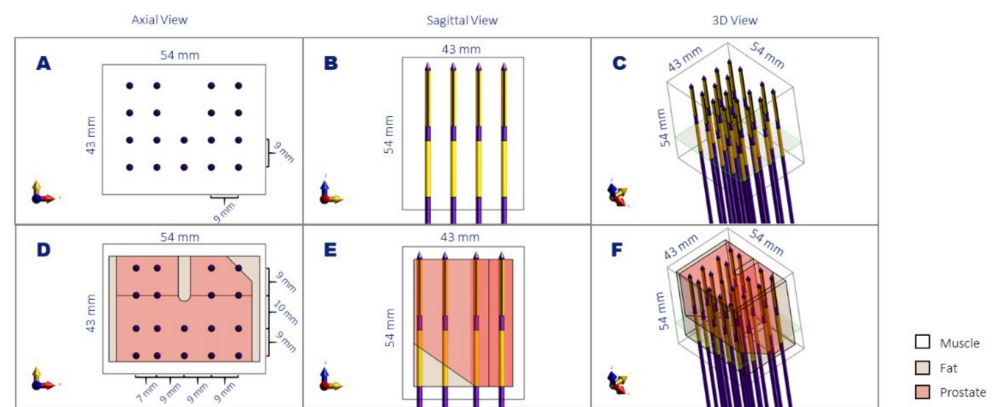 Axial View
Sagittal View
3D View
A
54 mm
43 mm
9 mm
9 mm
B
43 mm
54 mm
C
43 mm
54 mm
54 mm
D
54 mm
43 mm
9 mm
10 mm
9 mm
7 mm
9 mm
9 mm
9 mm
E
43 mm
54 mm
F
43 mm
54 mm
54 mm
Muscle
Fat
Prostate